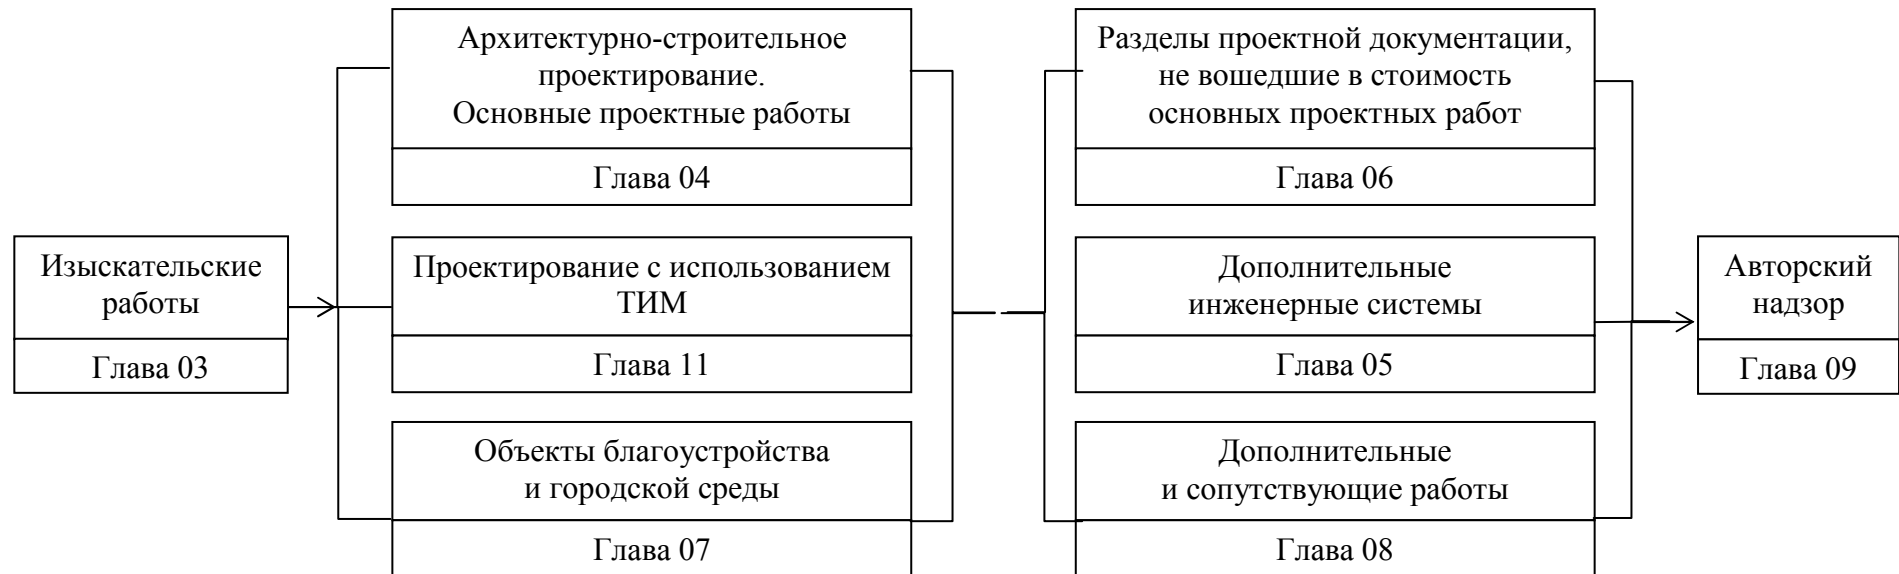 Изыскательские
работы
Глава 03
Архитектурно-строительное
проектирование.
Основные проектные работы
Глава 04
Проектирование с использованием
ТИМ
Глава 11
Объекты благоустройства
и городской среды
Глава 07
Разделы проектной документации,
не вошедшие в стоимость
основных проектных работ
Глава 06
Дополнительные
инженерные системы
Глава 05
Дополнительные
и сопутствующие работы
Глава 08
Авторский
надзор
Глава 09